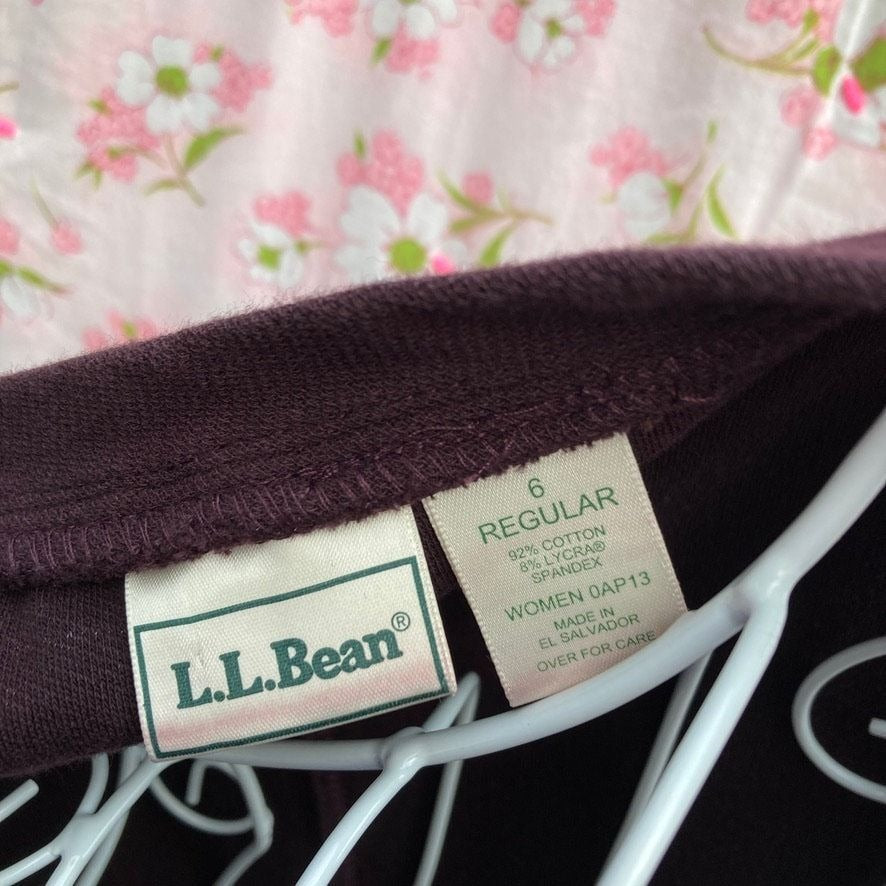 L.L.Bean®
6
REGULAR
92% COTTON
8% LYCRA®
SPANDEX
WOMEN 0AP13
MADE IN
EL SALVADOR
OVER FOR CARE